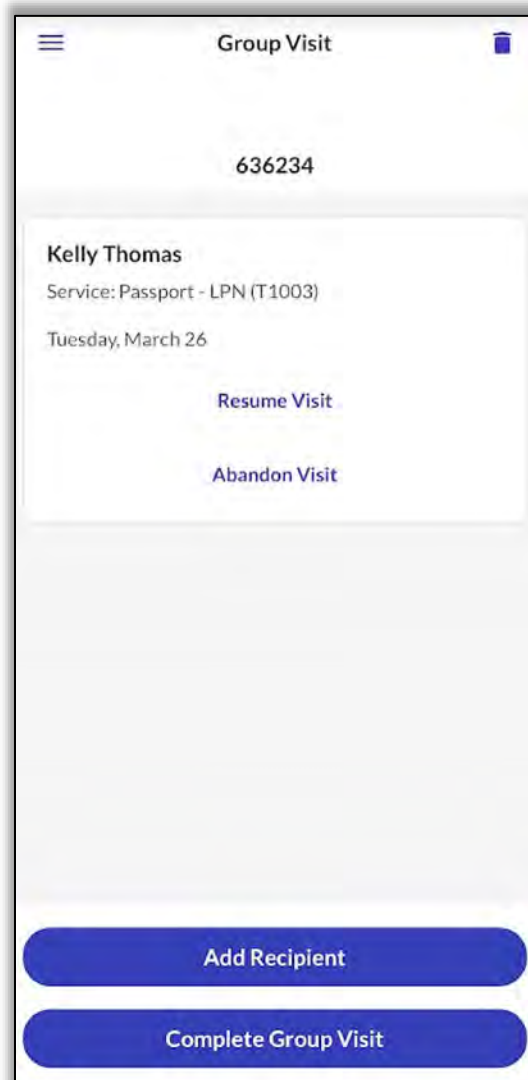 Group Visit
636234
Kelly Thomas
Service: Passport - LPN (T1003)
Tuesday, March 26
Resume Visit
Abandon Visit
Add Recipient
Complete Group Visit